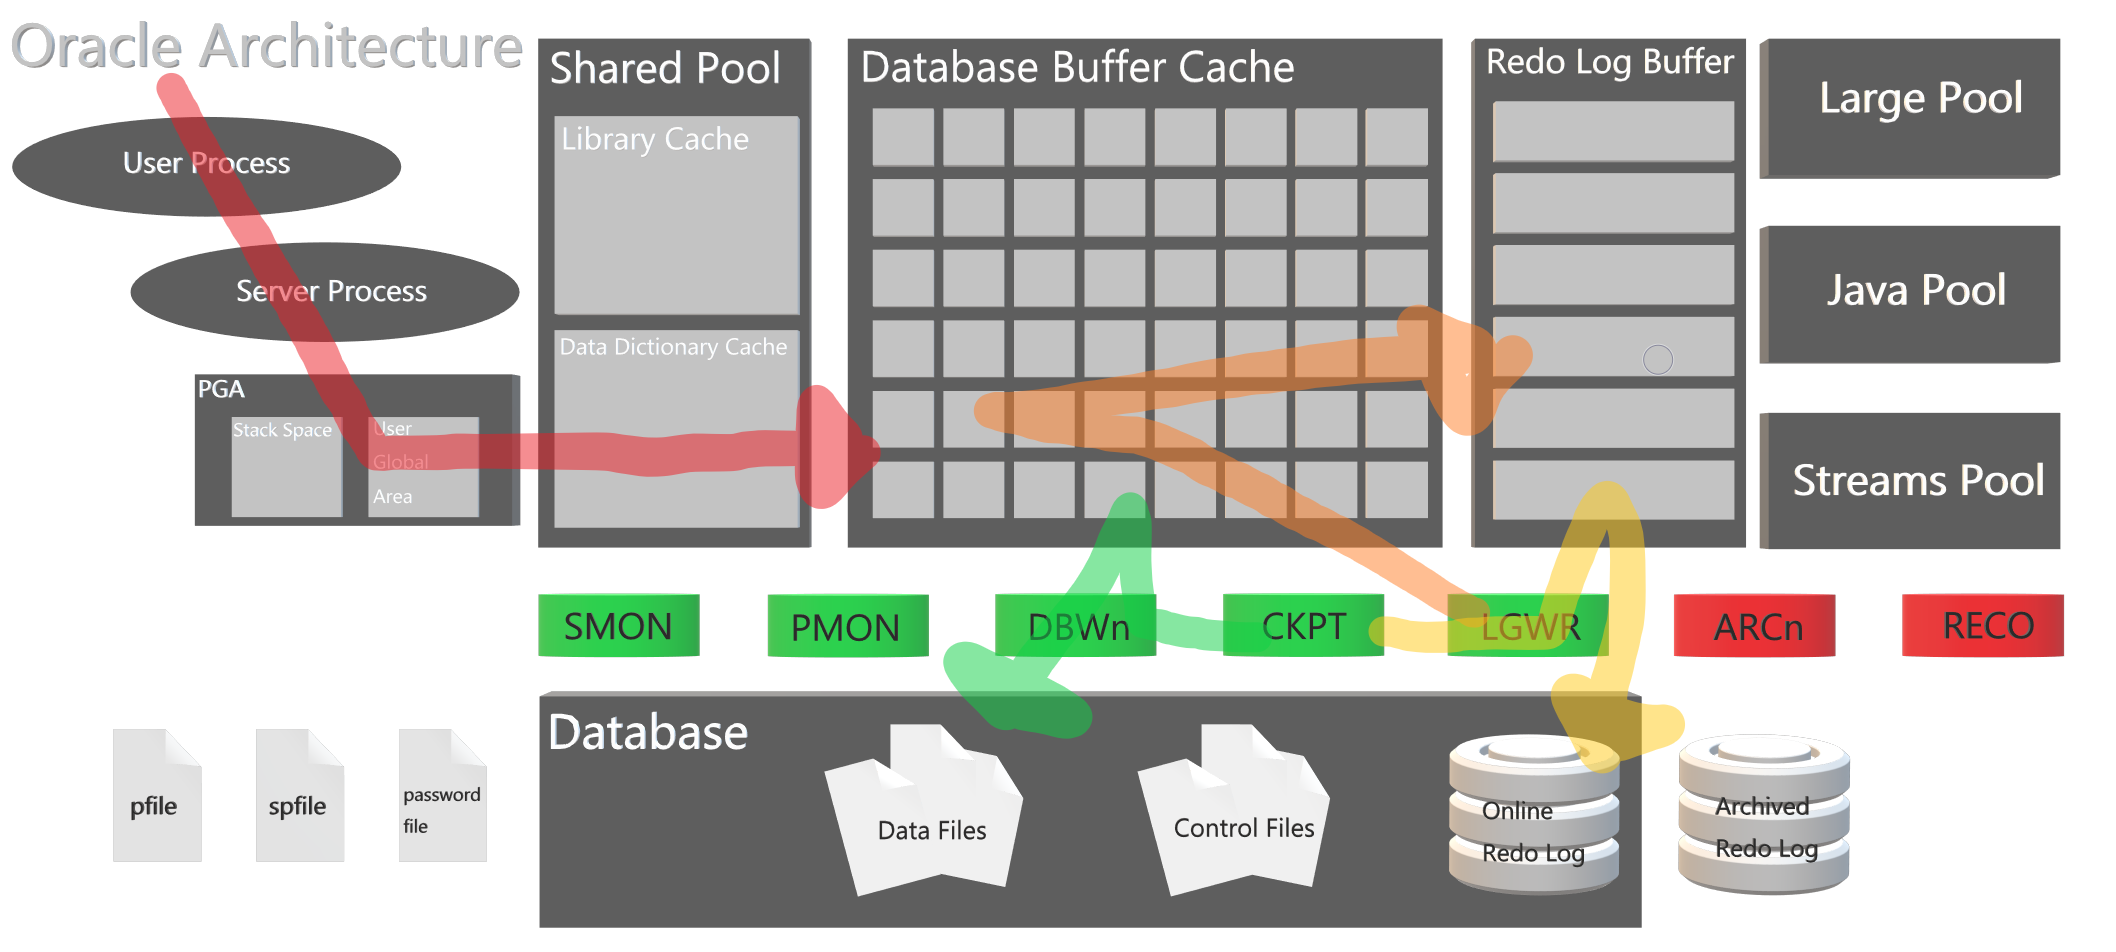 Oracle Architecture
User Process
Server Process
PGA
Stack Space
User
Global
Area
Shared Pool
Library Cache
Data Dictionary Cache
Database Buffer Cache
Redo Log Buffer
Large Pool
Java Pool
Streams Pool
SMON
PMON
DBWn
CKPT
LGWR
ARCn
RECO
pfile
spfile
password
file
Database
Data Files
Control Files
Online
Redo Log
Archived
Redo Log